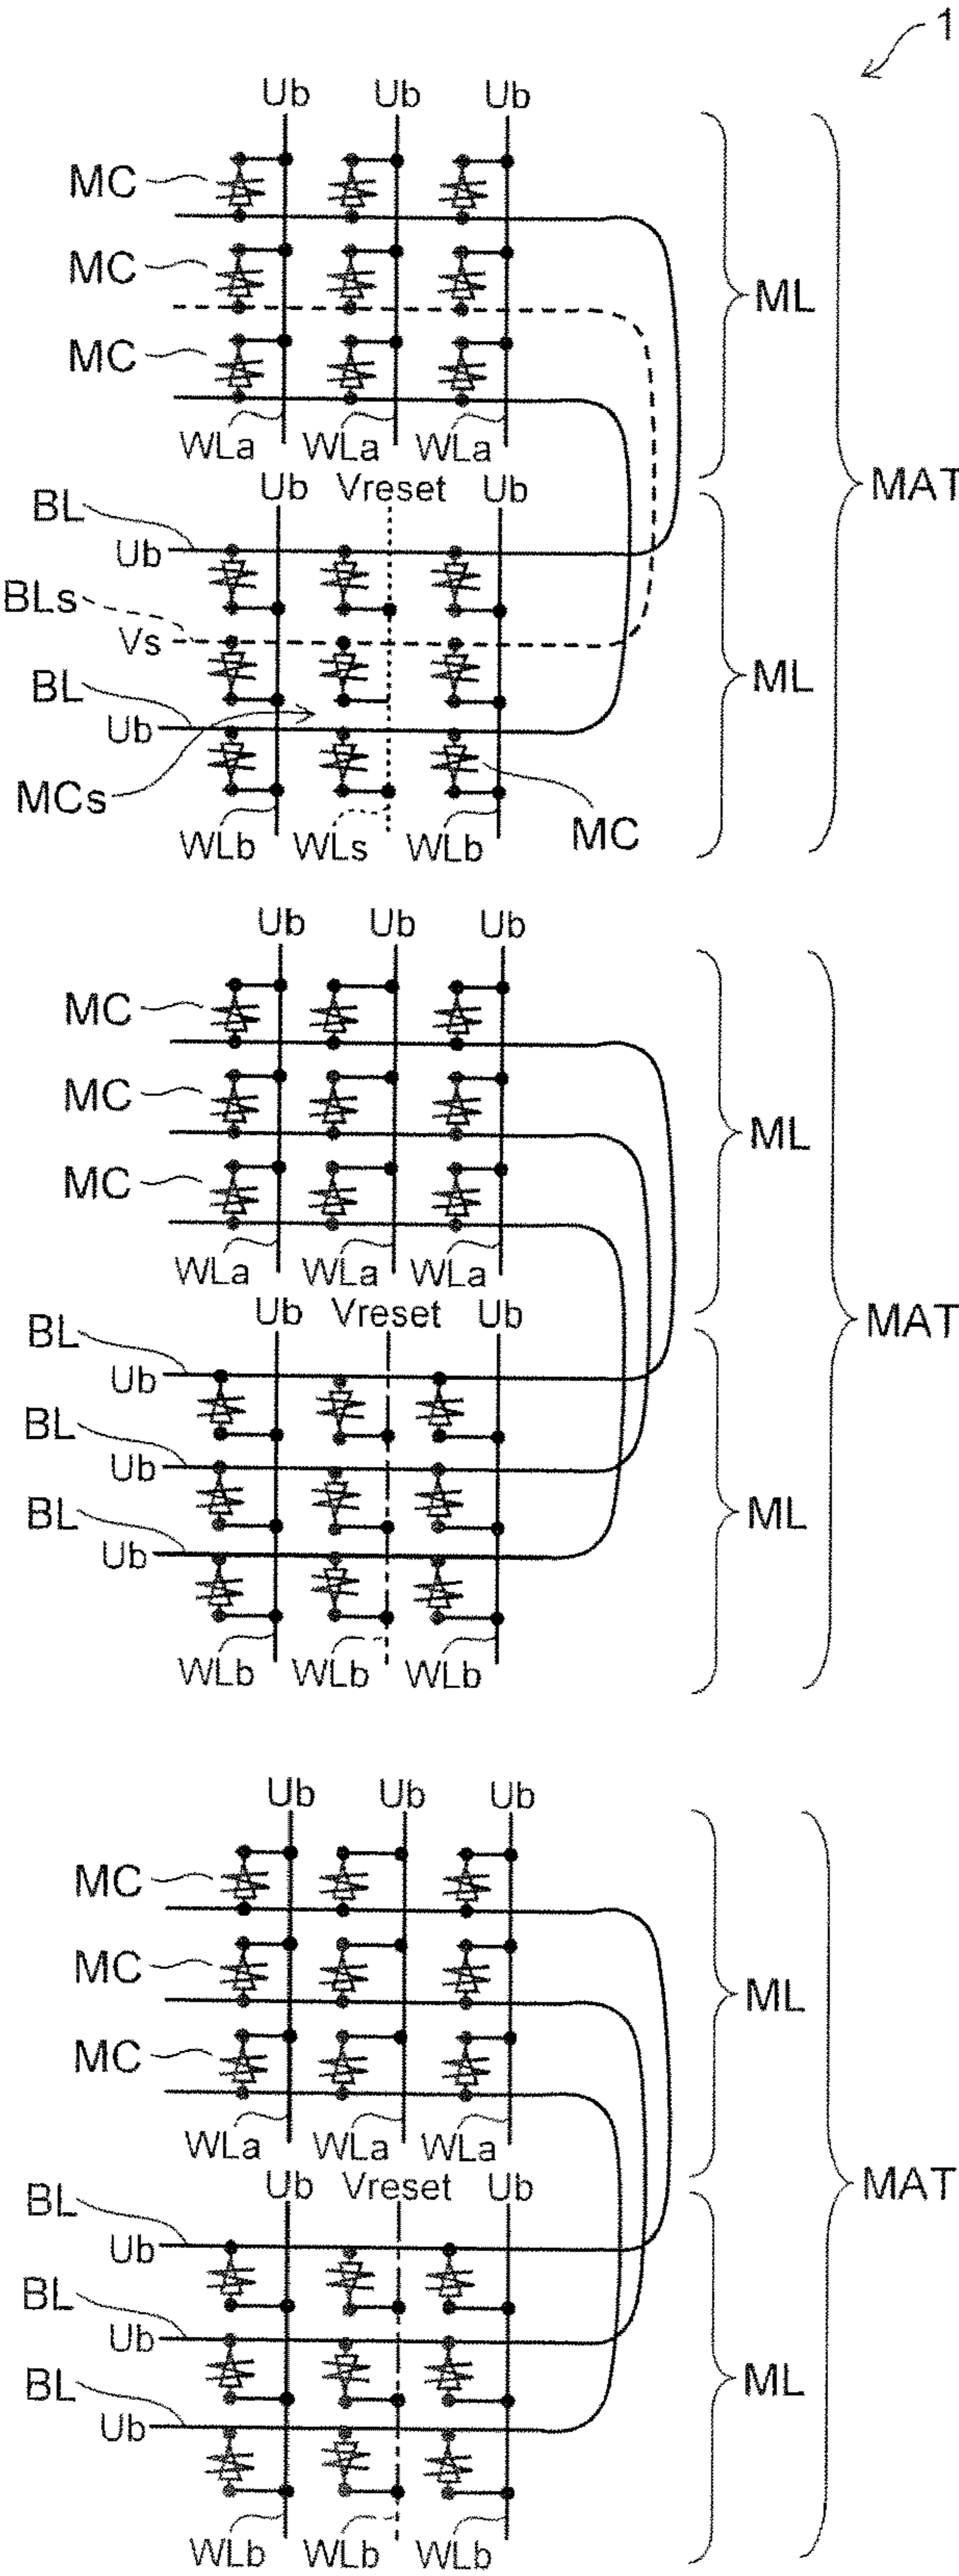 1
Ub Ub Ub
MC
MC
ML
MC
WLa WLa WLa
MAT
Ub Vreset Ub
BL
Ub
BLs
Vs
BL
ML
Ub
MCs
MC
WLb WLs WLb
Ub Ub Ub
MC
MC
ML
MC
WLa WLa WLa
Ub Vreset Ub
MAT
BL
Ub
BL
Ub
BL
ML
Ub
WLb WLb WLb
Ub Ub Ub
MC
MC
ML
MC
WLa WLa WLa
Ub Vreset Ub
MAT
BL
Ub
BL
Ub
BL
ML
Ub
WLb WLb WLb